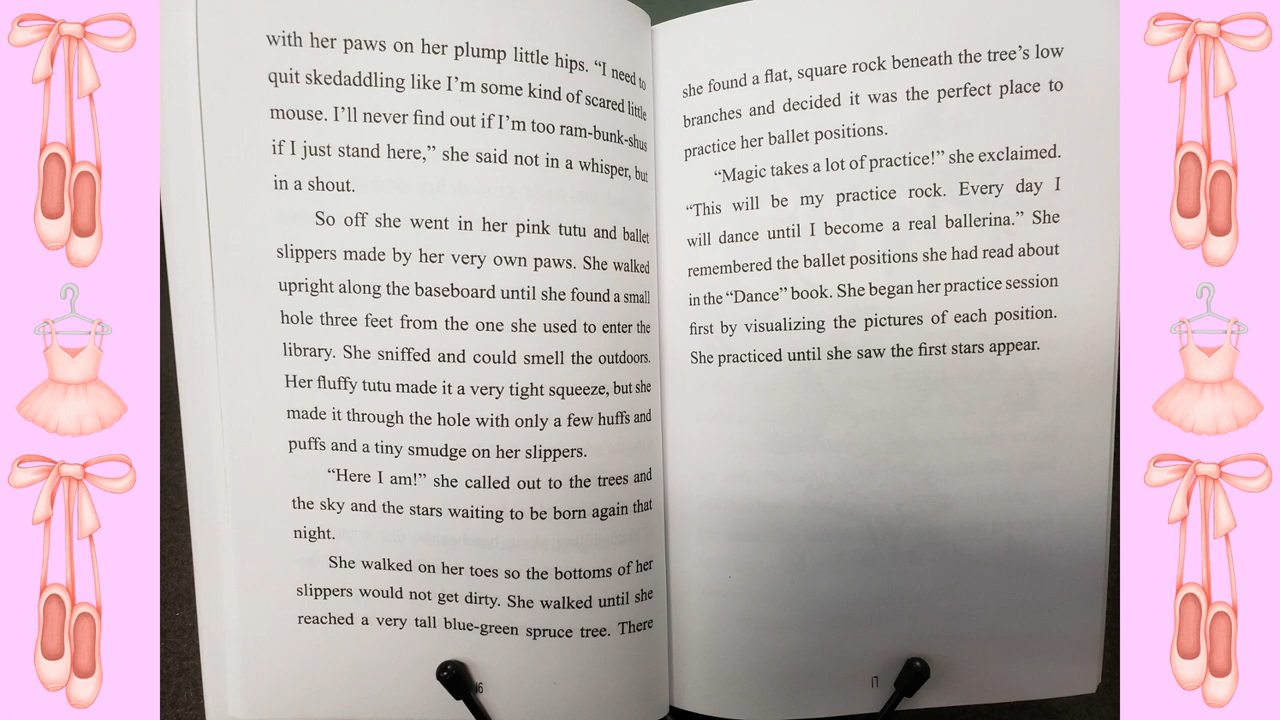 with her paws on her plump little hips. “I need to
quit skedaddling like I’m some kind of scared little
mouse. I’ll never find out if I’m too ram-bunk-shus
if I just stand here,” she said not in a whisper, but
in a shout.
So off she went in her pink tutu and ballet
slippers made by her very own paws. She walked
upright along the baseboard until she found a small
hole three feet from the one she used to enter the
library. She sniffed and could smell the outdoors.
Her fluffy tutu made it a very tight squeeze, but she
made it through the hole with only a few huffs and
puffs and a tiny smudge on her slippers.
“Here I am!” she called out to the trees and
the sky and the stars waiting to be born again that
night.
She walked on her toes so the bottoms of her
slippers would not get dirty. She walked until she
reached a very tall blue-green spruce tree. There
16
she found a flat, square rock beneath the tree’s low
branches and decided it was the perfect place to
practice her ballet positions.
“Magic takes a lot of practice!” she exclaimed.
“This will be my practice rock. Every day I
will dance until I become a real ballerina.” She
remembered the ballet positions she had read about
in the “Dance” book. She began her practice session
first by visualizing the pictures of each position.
She practiced until she saw the first stars appear.
17